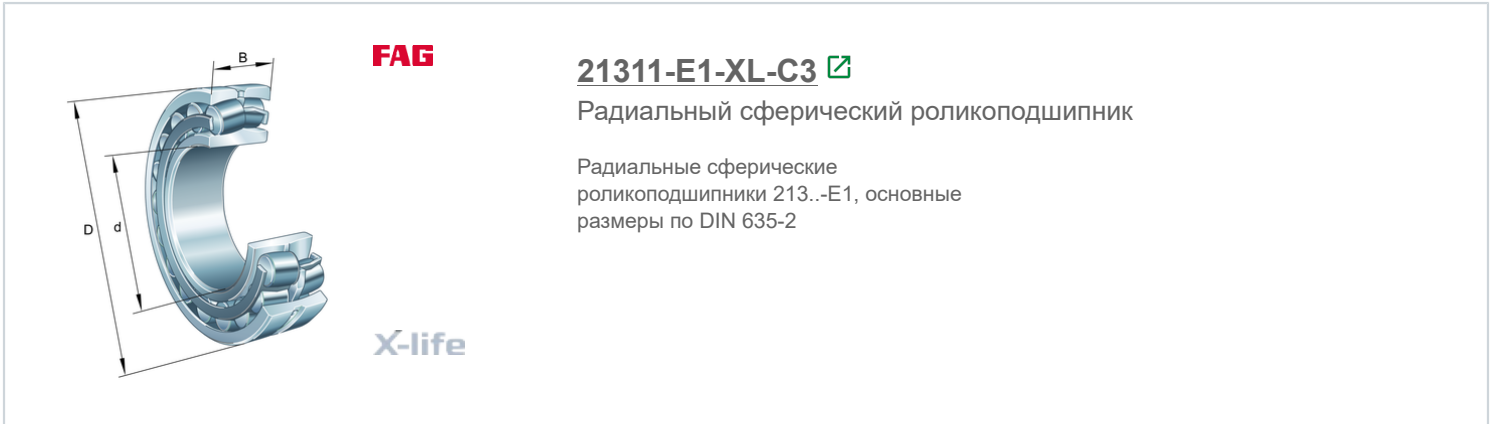 B
FAG
D
d
X-life
21311-E1-XL-C3
Радиальный сферический роликоподшипник
Радиальные сферические
роликоподшипники 213..-E1, основные
размеры по DIN 635-2